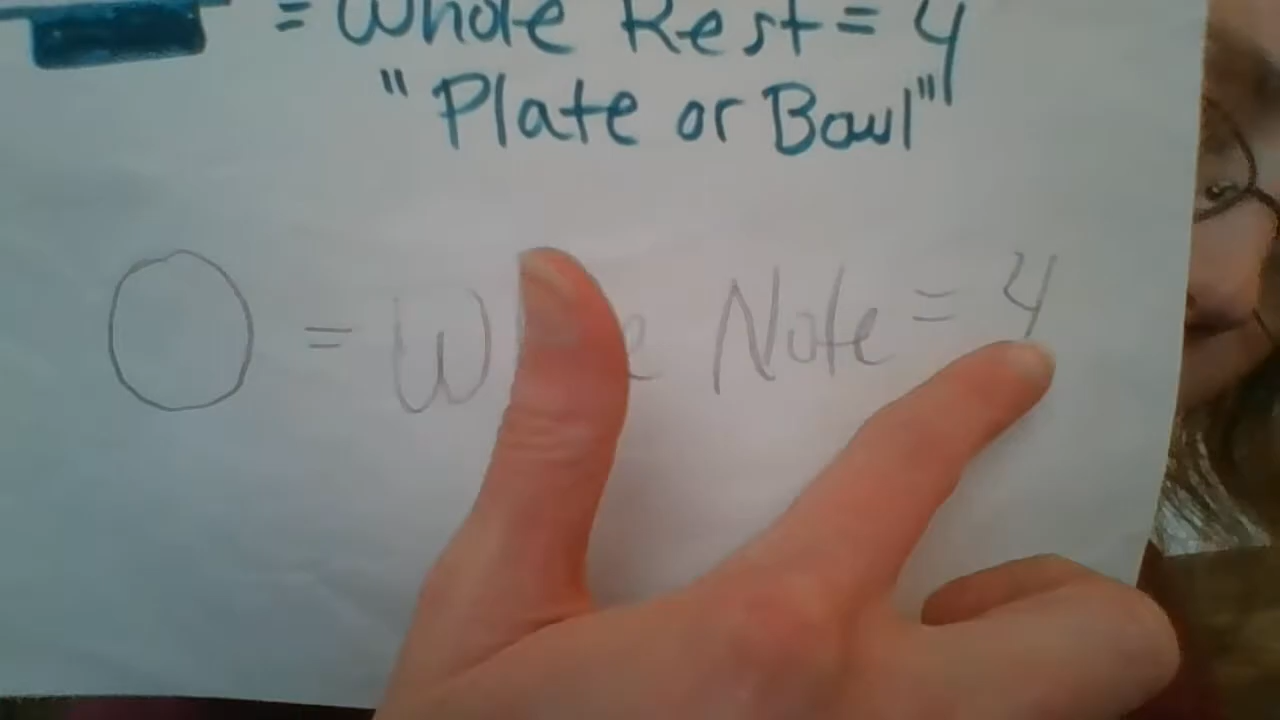 = Whole Rest = 4
"Plate or Bowl"
= Note = 4